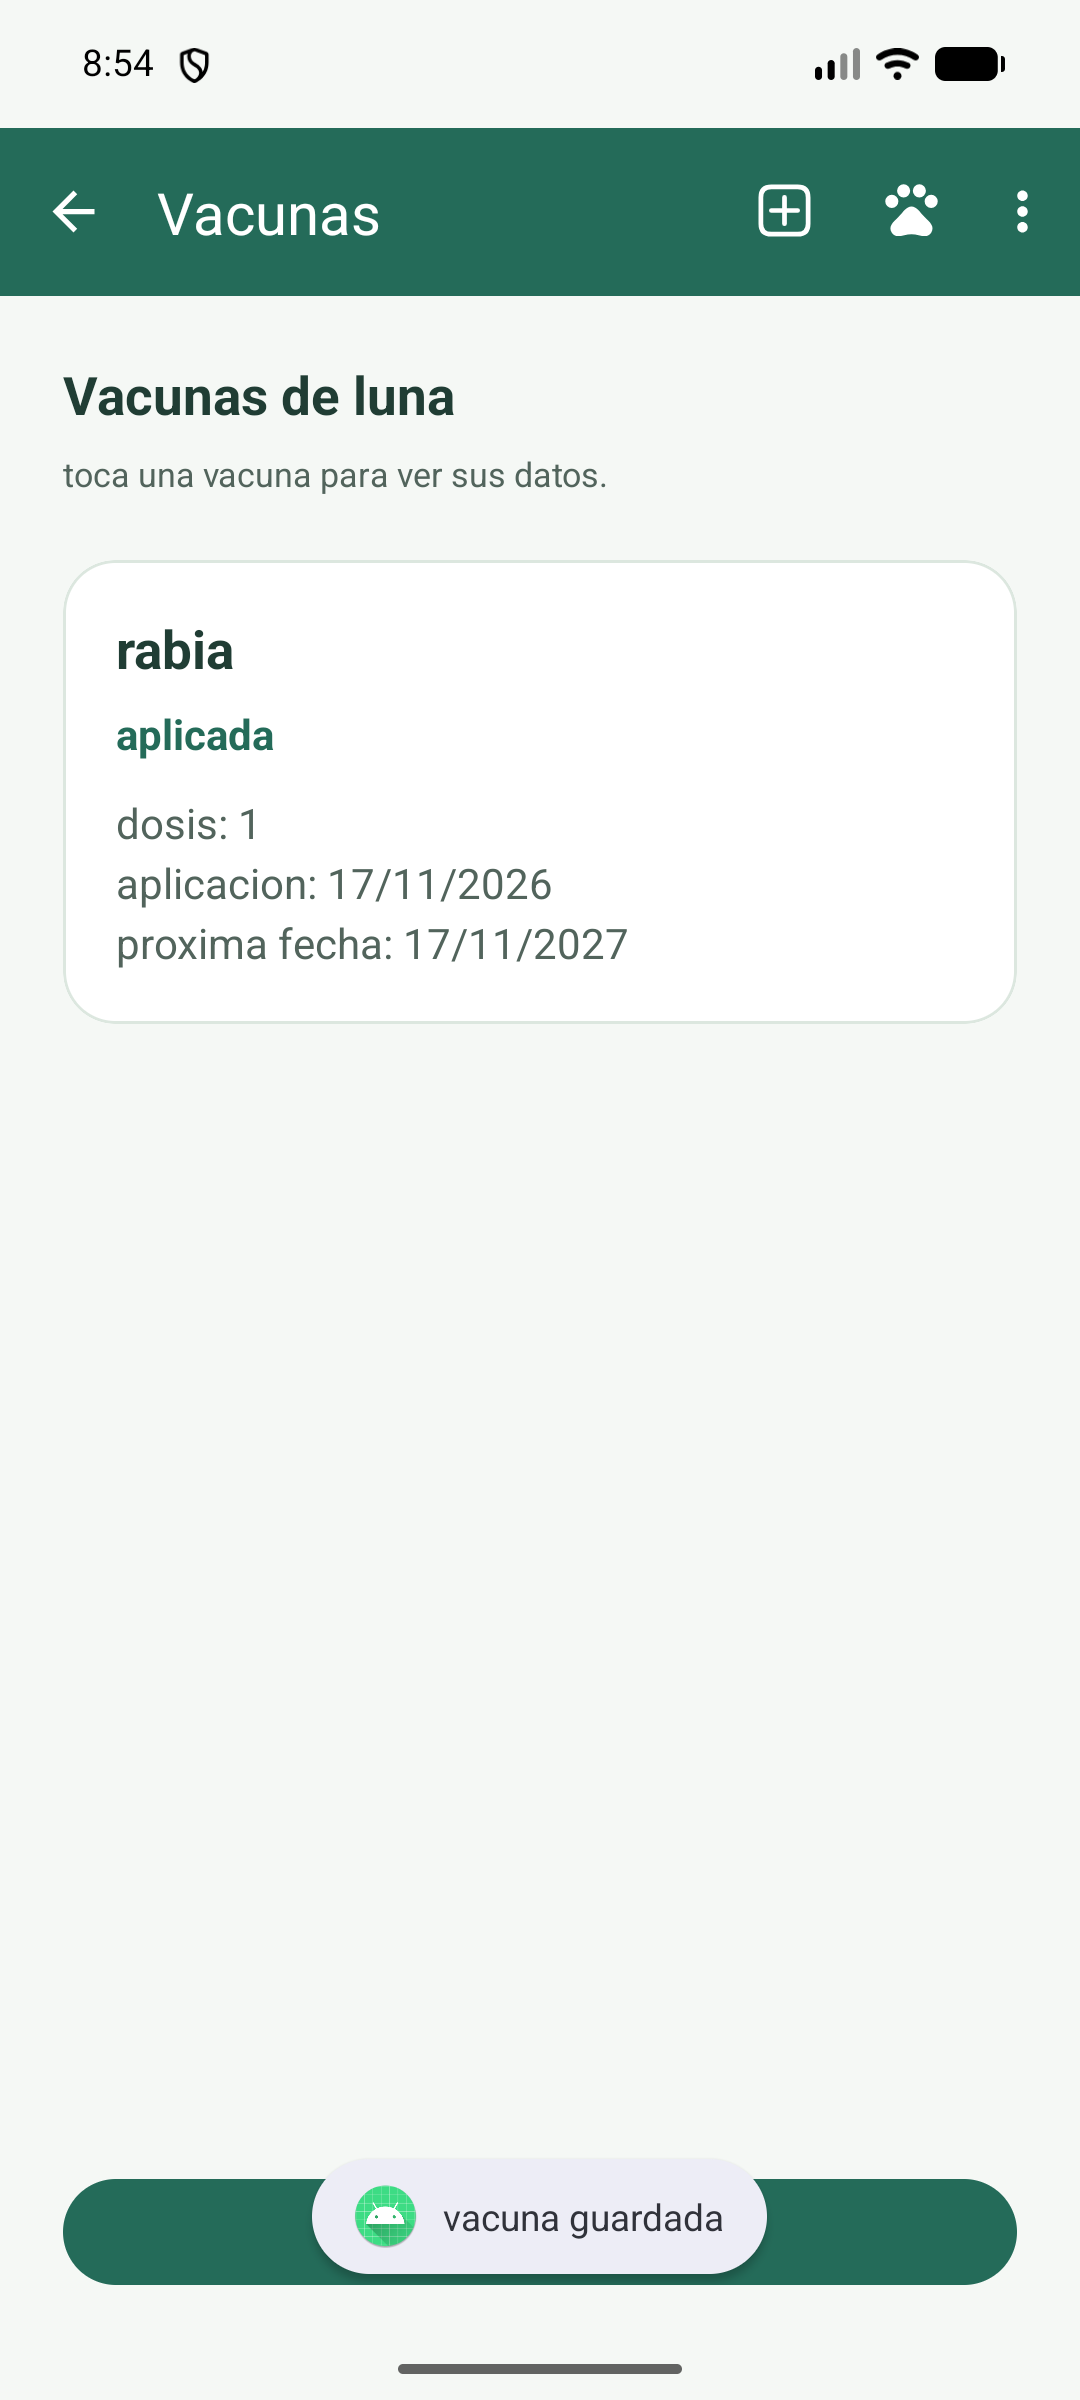 8:54
Vacunas
Vacunas de luna
toca una vacuna para ver sus datos.
rabia
aplicada
dosis: 1
aplicacion: 17/11/2026
proxima fecha: 17/11/2027
vacuna guardada